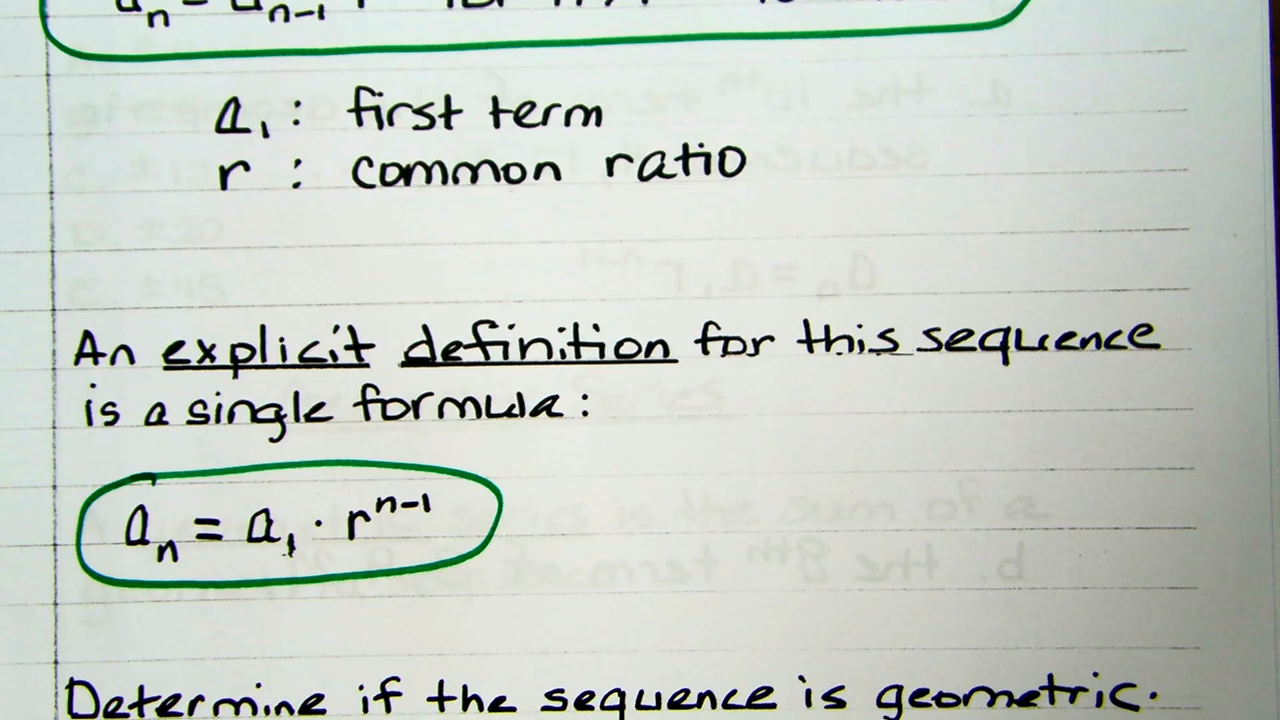 a₁ : first term
r : common ratio
An explicit definition for this sequence
is a single formula:
aₙ = a₁ · rⁿ⁻¹
Determine if the sequence is geometric.